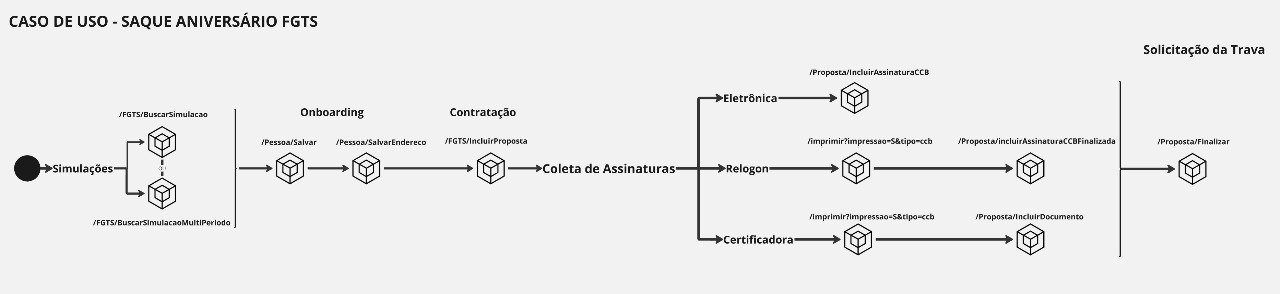 CASO DE USO - SAQUE ANIVERSÁRIO FGTS
Solicitação da Trava
/Proposta/IncluirAssinaturaCCB
Eletrônica
/FGTS/BuscarSimulacao
Onboarding
Contratação
/Pessoa/Salvar
/Pessoa/SalvarEndereco
/FGTS/IncluirProposta
/imprimir?impressao=S&tipo=ccb
/Proposta/incluirAssinaturaCCBFinalizada
/Proposta/Finalizar
Simulações
Coleta de Assinaturas
Relogon
/FGTS/BuscarSimulacaoMultiPeriodo
/imprimir?impressao=S&tipo=ccb
/Proposta/IncluirDocumento
Certificadora